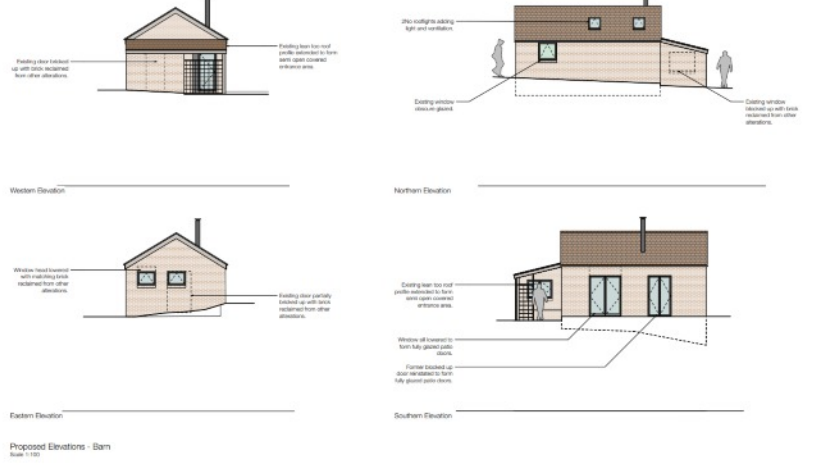 Existing door bricked
up with brick reclaimed
from other alterations.
Existing lean too roof
profile extended to form
semi open covered
entrance area.
Western Elevation
2No rooflights adding
light and ventilation.
Existing window
obscure glazed.
Existing window
blocked up with brick
reclaimed from other
alterations.
Northern Elevation
Window head lowered
with matching brick
reclaimed from other
alterations.
Existing door partially
bricked up with brick
reclaimed from other
alterations.
Eastern Elevation
Existing lean too roof
profile extended to form
semi open covered
entrance area.
Window sill lowered to
form fully glazed patio
doors.
Former blocked up
door reinstated to form
fully glazed patio doors.
Southern Elevation
Proposed Elevations - Barn
Scale 1:100